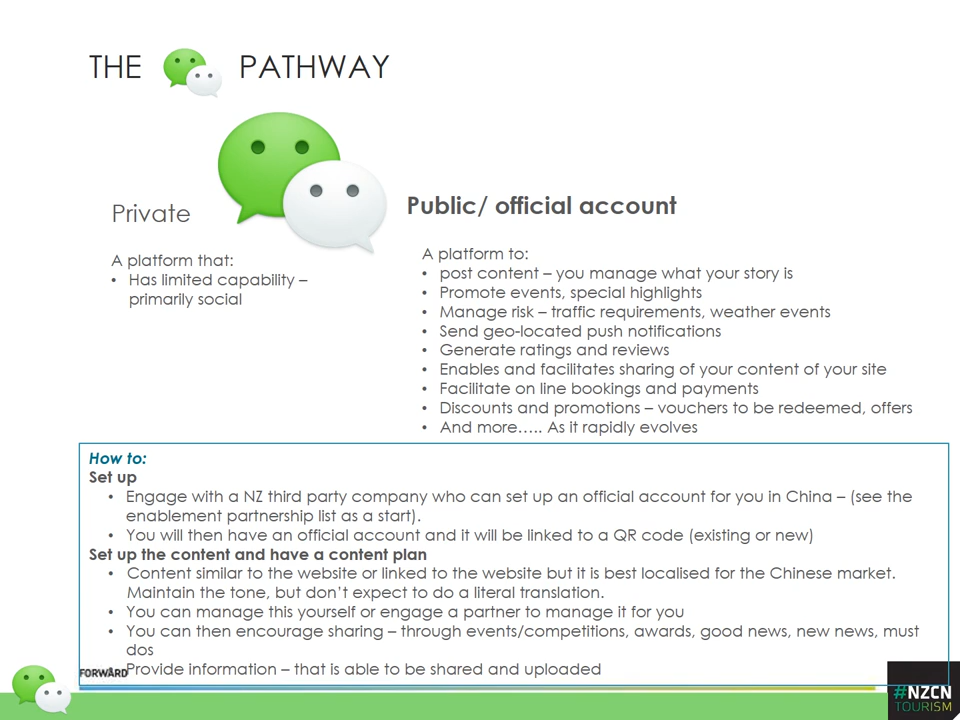 THE PATHWAY
Private
Public/ official account
A platform that:
• Has limited capability –
primarily social
A platform to:
• post content – you manage what your story is
• Promote events, special highlights
• Manage risk – traffic requirements, weather events
• Send geo-located push notifications
• Generate ratings and reviews
• Enables and facilitates sharing of your content of your site
• Facilitate on line bookings and payments
• Discounts and promotions – vouchers to be redeemed, offers
• And more….. As it rapidly evolves
How to:
Set up
• Engage with a NZ third party company who can set up an official account for you in China – (see the
enablement partnership list as a start).
• You will then have an official account and it will be linked to a QR code (existing or new)
Set up the content and have a content plan
• Content similar to the website or linked to the website but it is best localised for the Chinese market.
Maintain the tone, but don’t expect to do a literal translation.
• You can manage this yourself or engage a partner to manage it for you
• You can then encourage sharing – through events/competitions, awards, good news, new news, must
dos
Provide information – that is able to be shared and uploaded
FORWARD
#NZCN
TOURISM